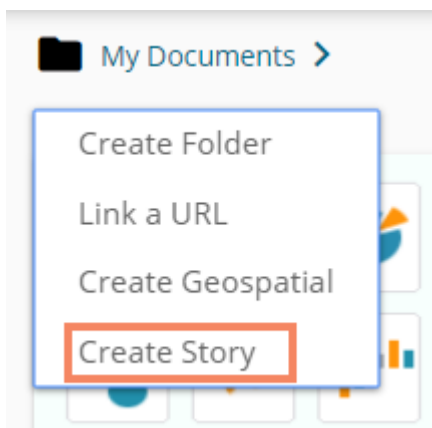 My Documents
Create Folder
Link a URL
Create Geospatial
Create Story